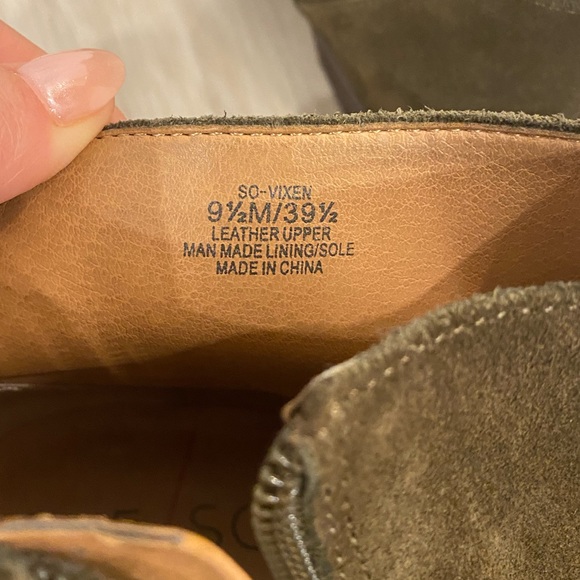 SO-VIXEN
9½M/39½
LEATHER UPPER
MAN MADE LINING/SOLE
MADE IN CHINA